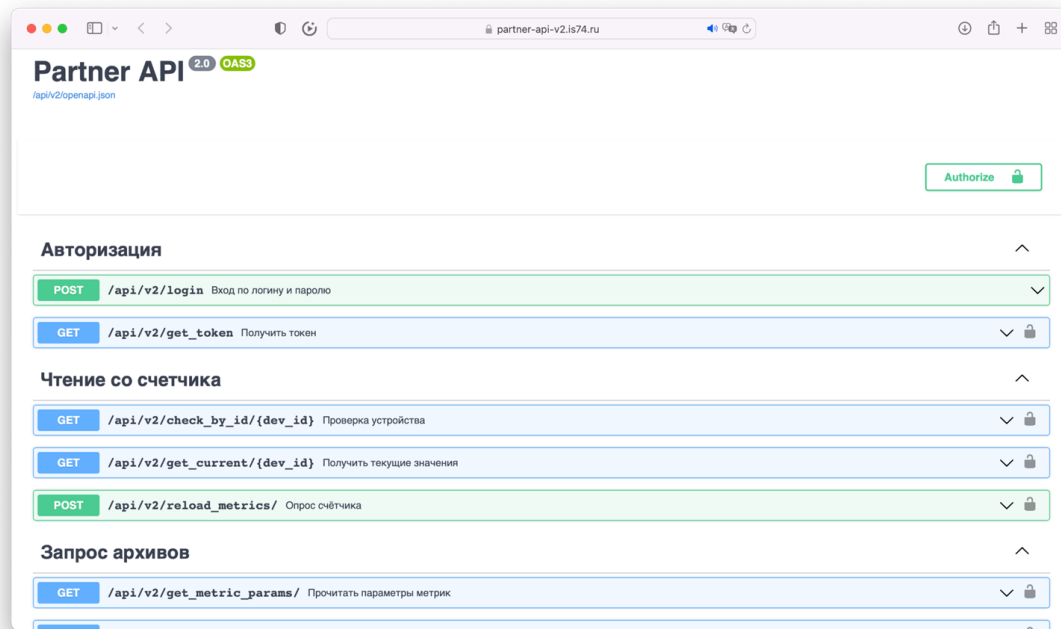 partner-api-v2.is74.ru
Partner API 2.0 OAS3
/api/v2/openapi.json
Authorize
Авторизация
POST /api/v2/login Вход по логину и паролю
GET /api/v2/get_token Получить токен
Чтение со счетчика
GET /api/v2/check_by_id/{dev_id} Проверка устройства
GET /api/v2/get_current/{dev_id} Получить текущие значения
POST /api/v2/reload_metrics/ Опрос счётчика
Запрос архивов
GET /api/v2/get_metric_params/ Прочитать параметры метрик